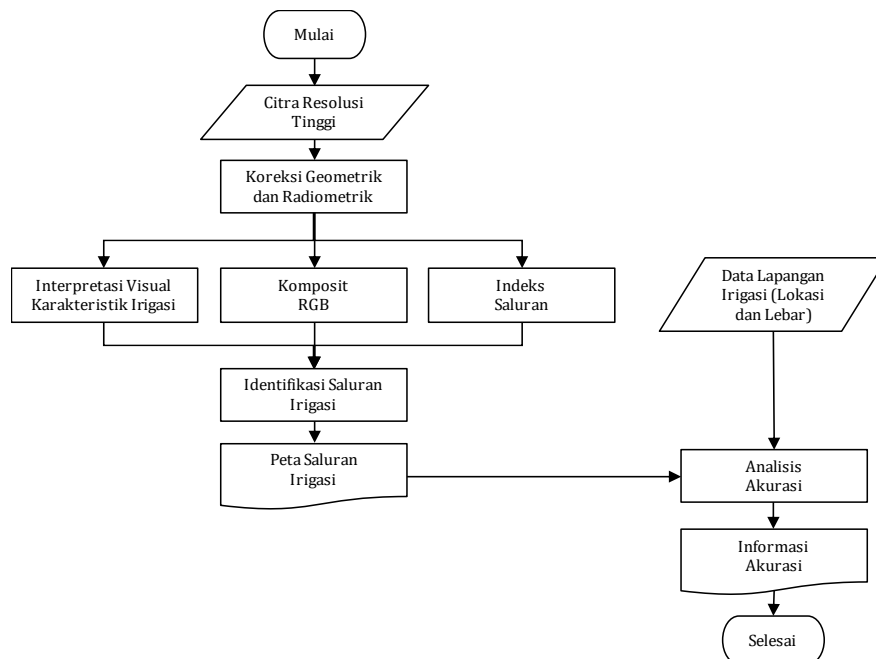 Mulai
Citra Resolusi
Tinggi
Koreksi Geometrik
dan Radiometrik
Interpretasi Visual
Karakteristik Irigasi
Komposit
RGB
Indeks
Saluran
Data Lapangan
Irigasi (Lokasi
dan Lebar)
Identifikasi Saluran
Irigasi
Peta Saluran
Irigasi
Analisis
Akurasi
Informasi
Akurasi
Selesai